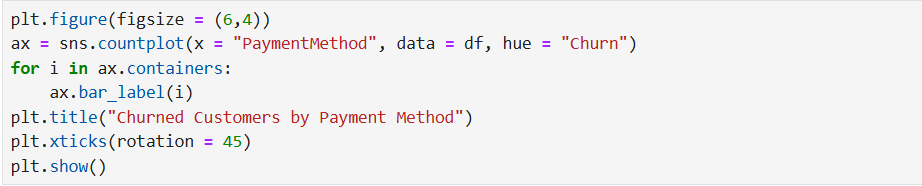 plt.figure(figsize = (6,4))
ax = sns.countplot(x = "PaymentMethod", data = df, hue = "Churn")
for i in ax.containers:
    ax.bar_label(i)
plt.title("Churned Customers by Payment Method")
plt.xticks(rotation = 45)
plt.show()